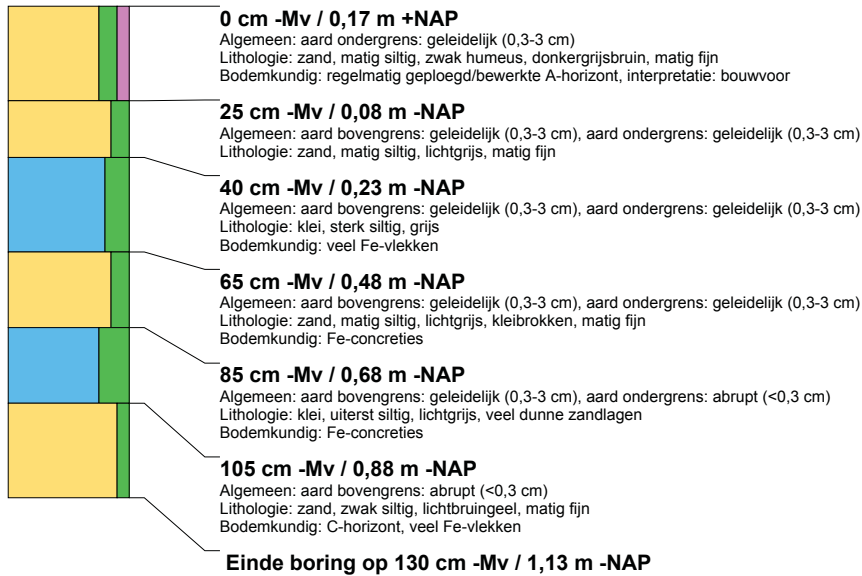 0 cm -Mv / 0,17 m +NAP
Algemeen: aard ondergrens: geleidelijk (0,3-3 cm)
Lithologie: zand, matig siltig, zwak humeus, donkergrijsbruin, matig fijn
Bodemkundig: regelmatig geploegd/bewerkte A-horizont, interpretatie: bouwvoor
25 cm -Mv / 0,08 m -NAP
Algemeen: aard bovengrens: geleidelijk (0,3-3 cm), aard ondergrens: geleidelijk (0,3-3 cm)
Lithologie: zand, matig siltig, lichtgrijs, matig fijn
40 cm -Mv / 0,23 m -NAP
Algemeen: aard bovengrens: geleidelijk (0,3-3 cm), aard ondergrens: geleidelijk (0,3-3 cm)
Lithologie: klei, sterk siltig, grijs
Bodemkundig: veel Fe-vlekken
65 cm -Mv / 0,48 m -NAP
Algemeen: aard bovengrens: geleidelijk (0,3-3 cm), aard ondergrens: geleidelijk (0,3-3 cm)
Lithologie: zand, matig siltig, lichtgrijs, kleibrokken, matig fijn
Bodemkundig: Fe-concreties
85 cm -Mv / 0,68 m -NAP
Algemeen: aard bovengrens: geleidelijk (0,3-3 cm), aard ondergrens: abrupt (<0,3 cm)
Lithologie: klei, uiterst siltig, lichtgrijs, veel dunne zandlagen
Bodemkundig: Fe-concreties
105 cm -Mv / 0,88 m -NAP
Algemeen: aard bovengrens: abrupt (<0,3 cm)
Lithologie: zand, zwak siltig, lichtbruingeel, matig fijn
Bodemkundig: C-horizont, veel Fe-vlekken
Einde boring op 130 cm -Mv / 1,13 m -NAP